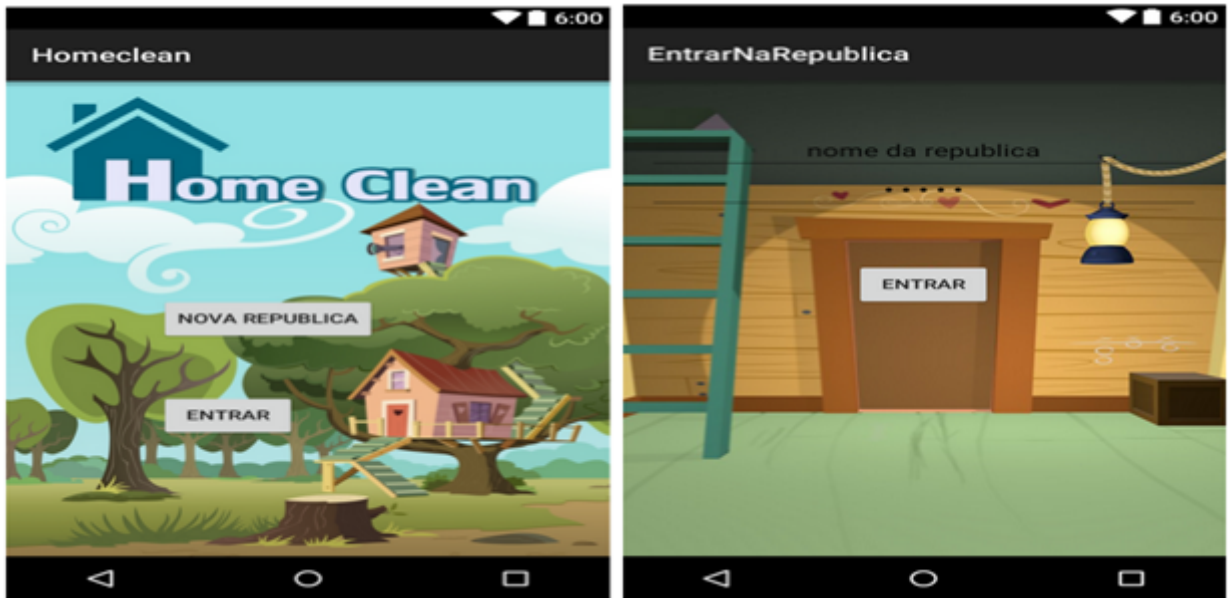 6:00
Homeclean
Home Clean
NOVA REPUBLICA
ENTRAR
6:00
EntrarNaRepublica
nome da republica
•••••
ENTRAR